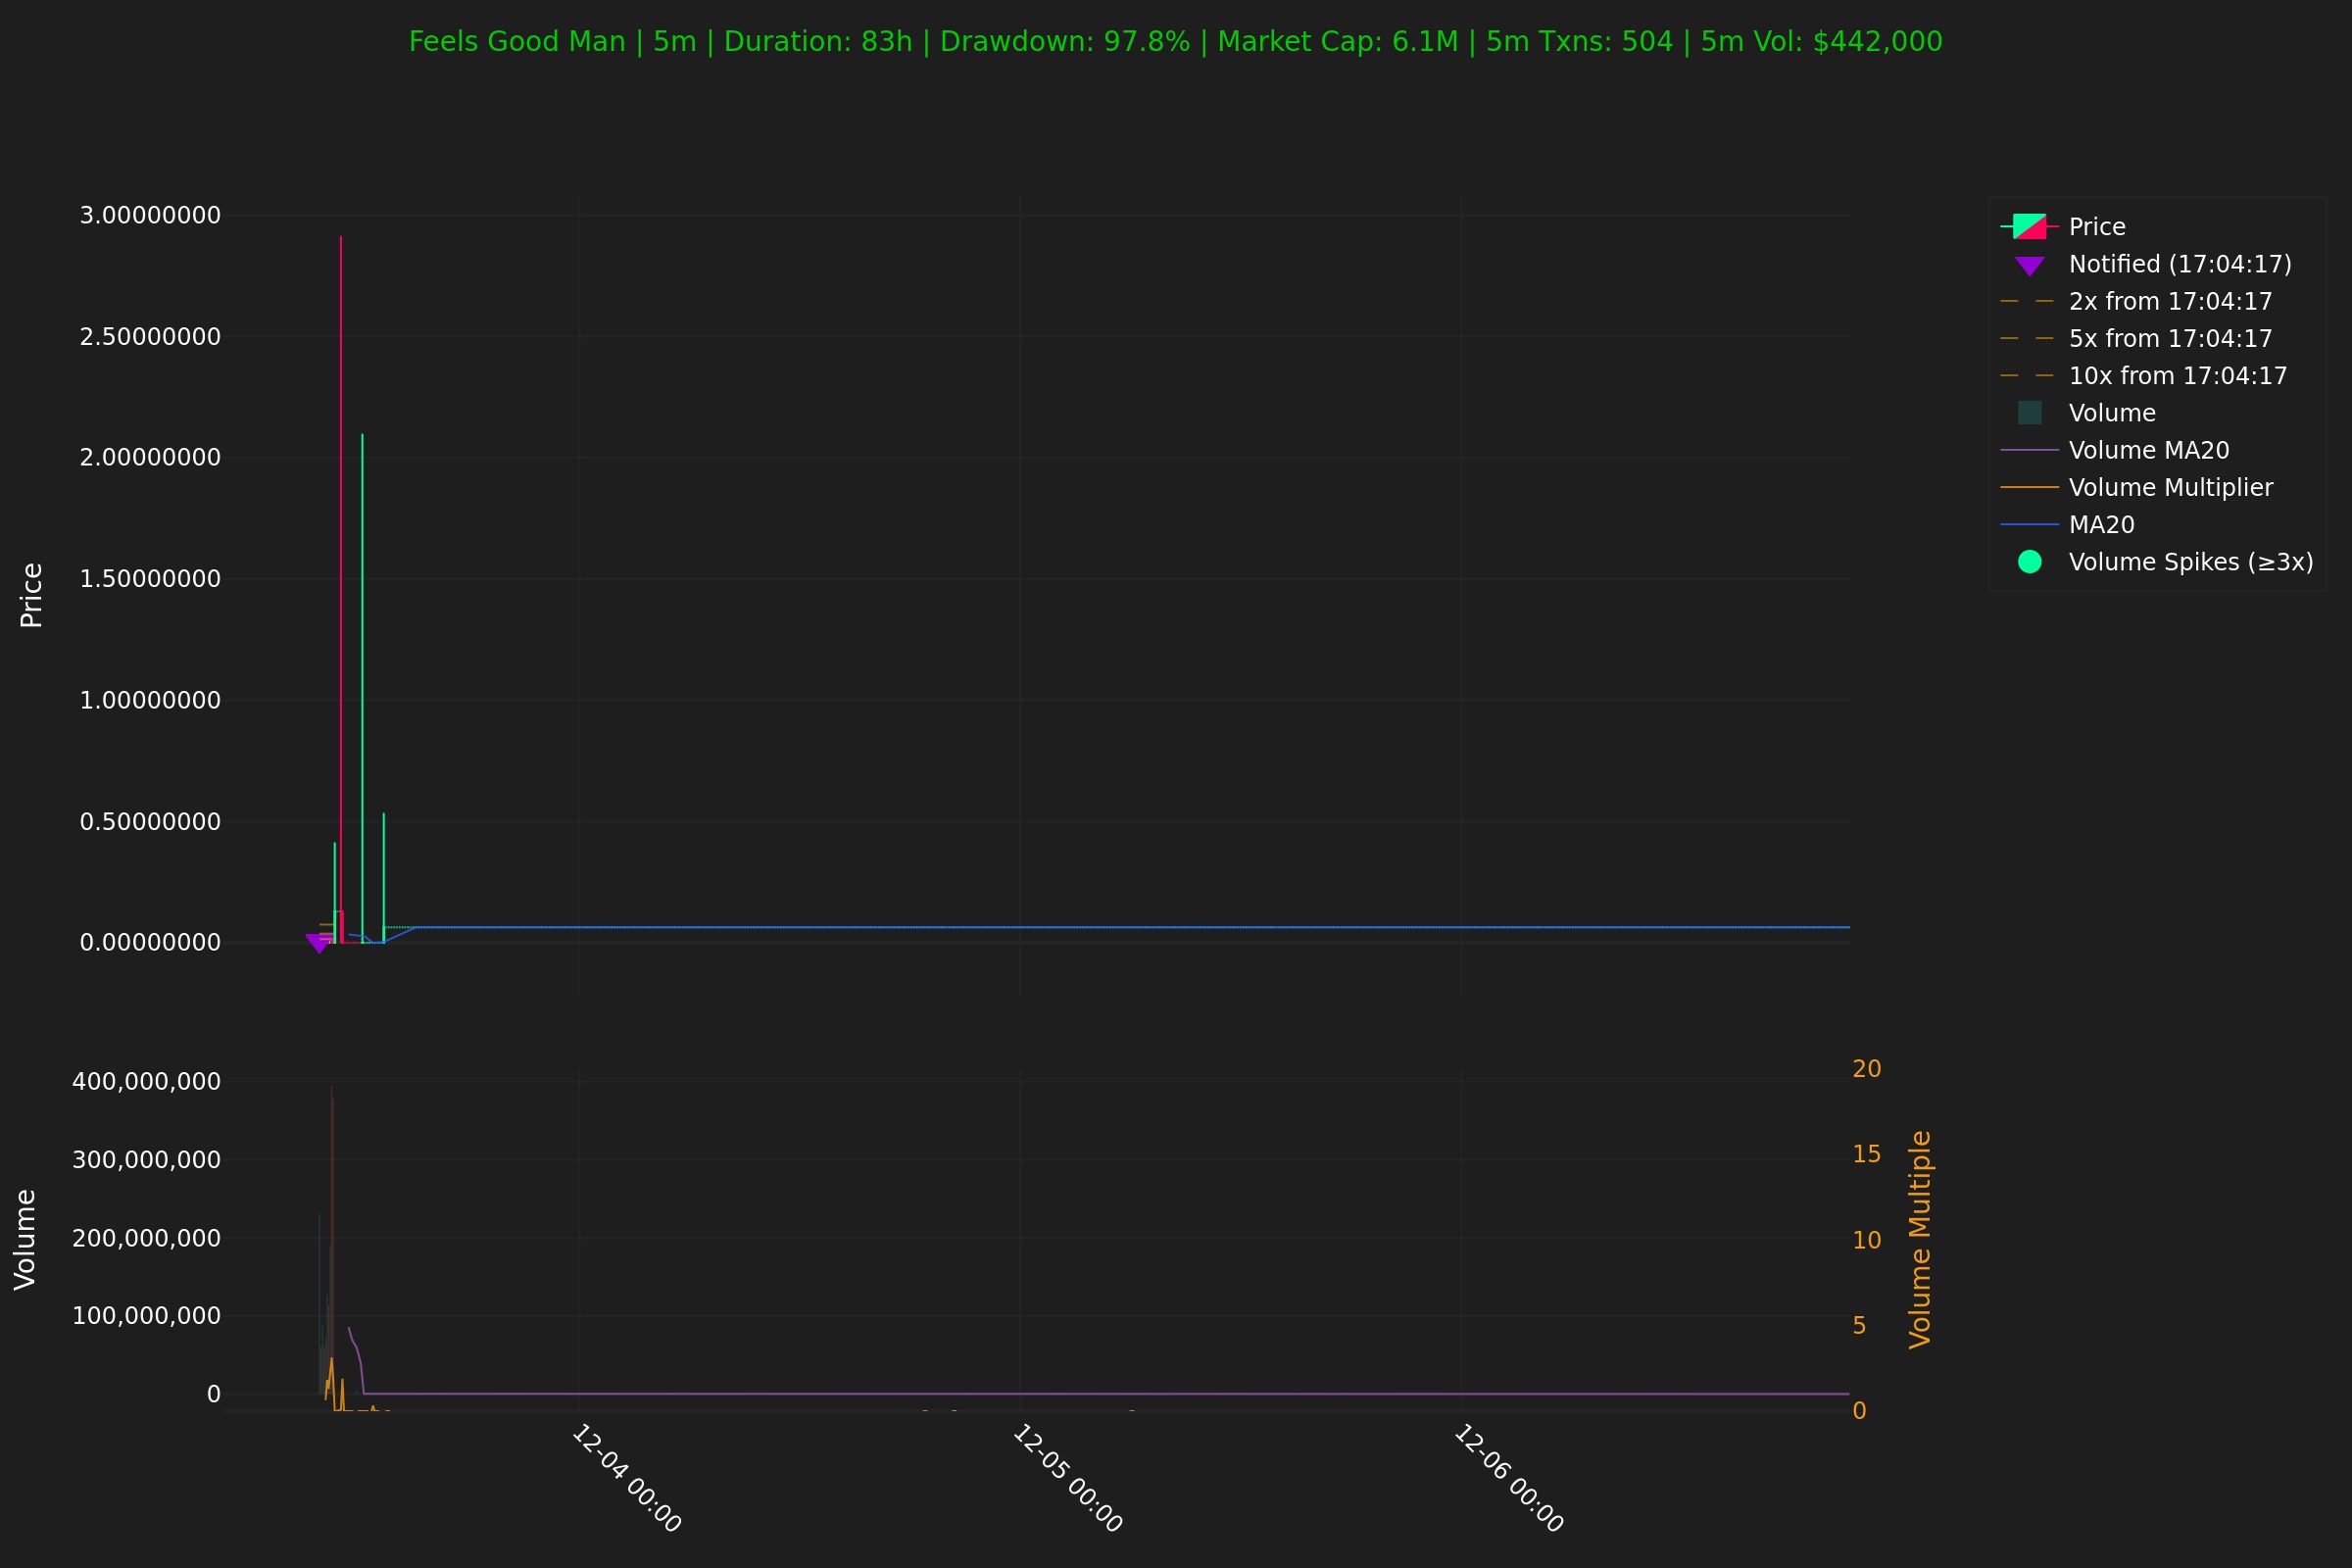 Feels Good Man | 5m | Duration: 83h | Drawdown: 97.8% | Market Cap: 6.1M | 5m Txns: 504 | 5m Vol: $442,000
Price
3.00000000
2.50000000
2.00000000
1.50000000
1.00000000
0.50000000
0.00000000
Price
Notified (17:04:17)
2x from 17:04:17
5x from 17:04:17
10x from 17:04:17
Volume
Volume MA20
Volume Multiplier
MA20
Volume Spikes (≥3x)
Volume
400,000,000
300,000,000
200,000,000
100,000,000
0
20
15
10
5
0
Volume Multiple
12-04 00:00
12-05 00:00
12-06 00:00